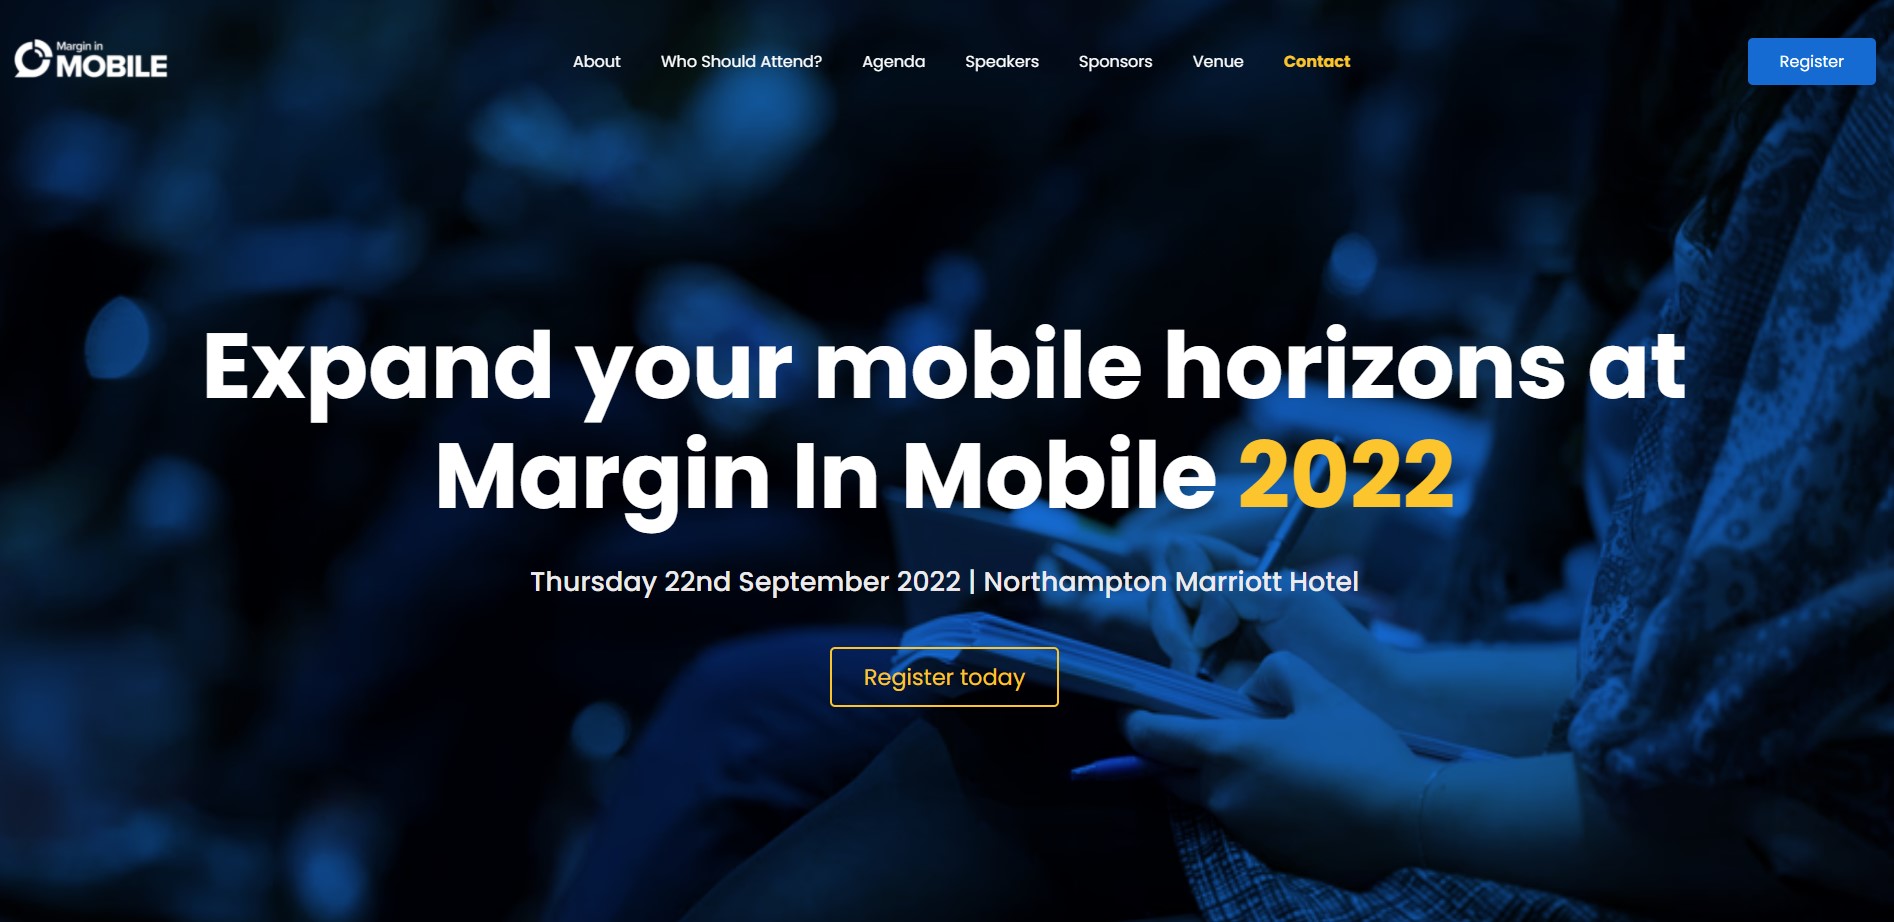 Margin in
MOBILE
About
Who Should Attend?
Agenda
Speakers
Sponsors
Venue
Contact
Register
Expand your mobile horizons at
Margin In Mobile 2022
Thursday 22nd September 2022 | Northampton Marriott Hotel
Register today